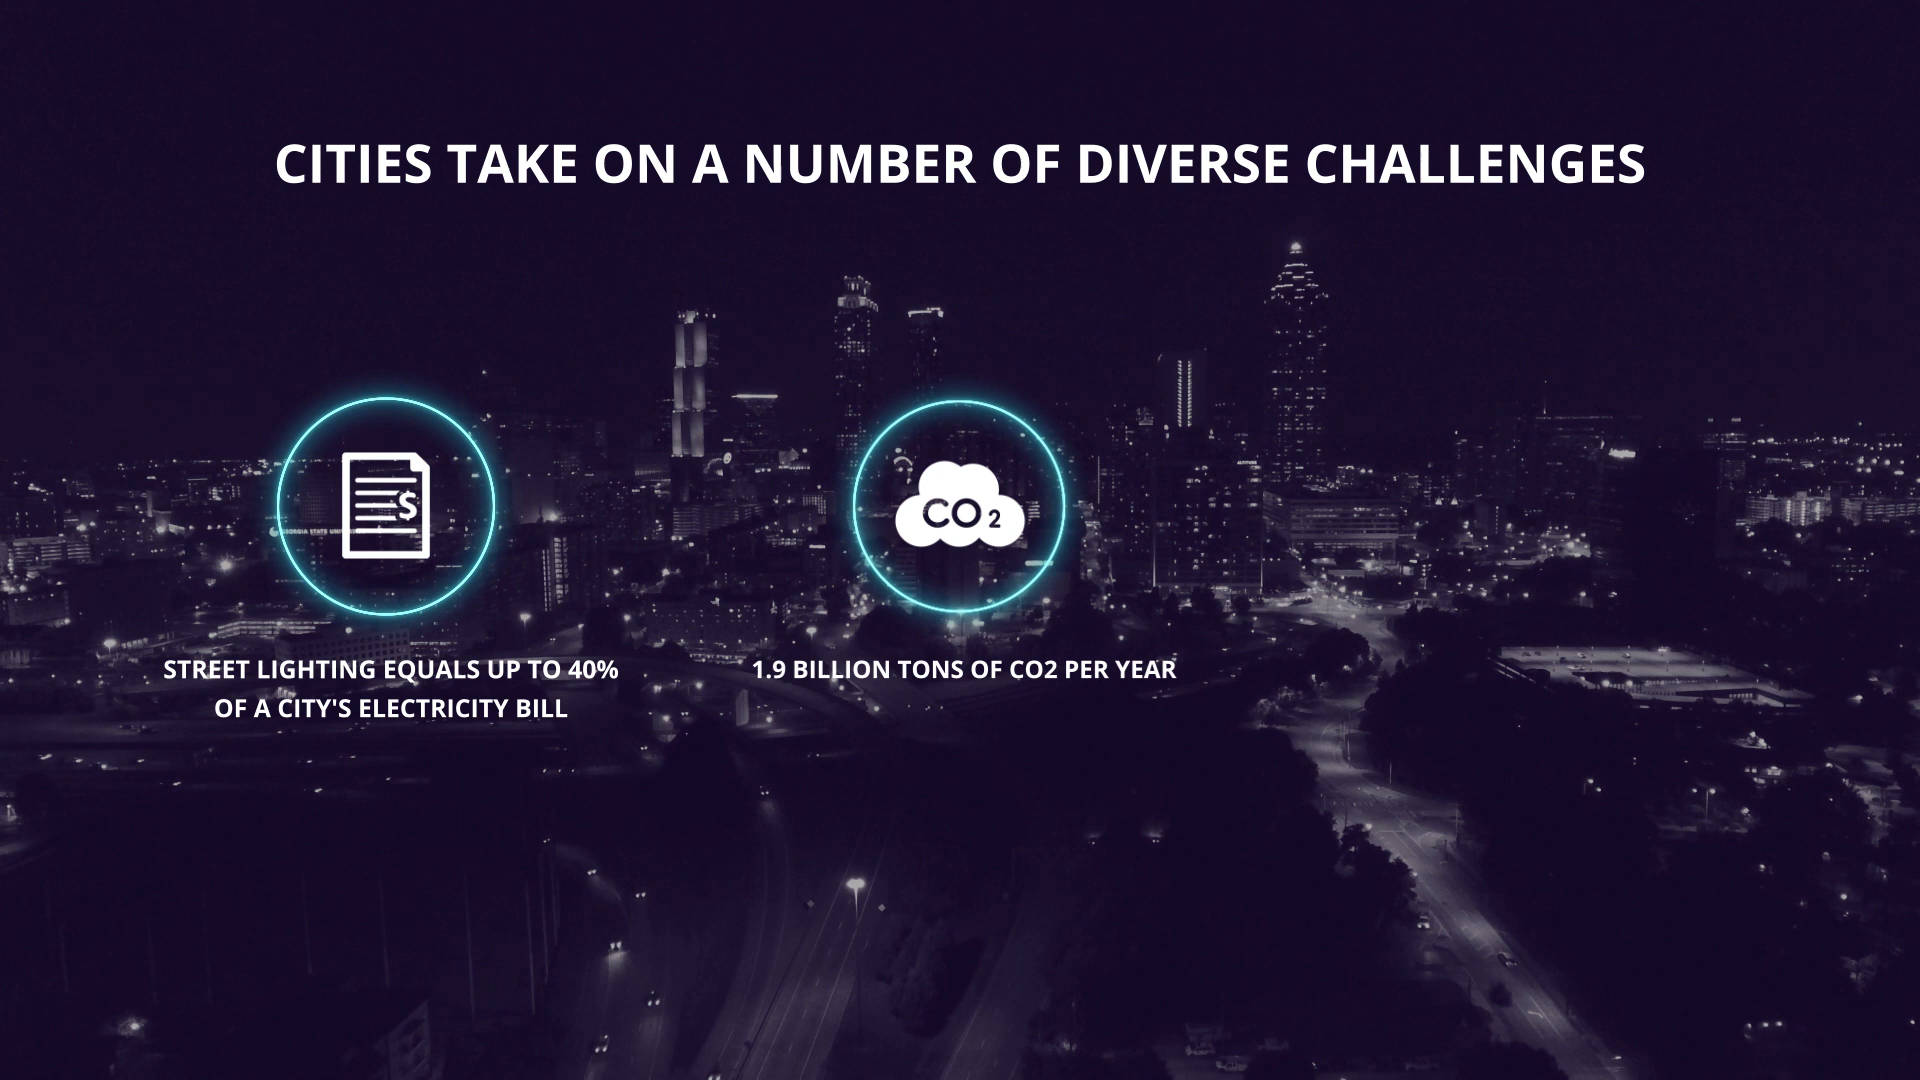 CITIES TAKE ON A NUMBER OF DIVERSE CHALLENGES
$
CO2
STREET LIGHTING EQUALS UP TO 40%
OF A CITY'S ELECTRICITY BILL
1.9 BILLION TONS OF CO2 PER YEAR